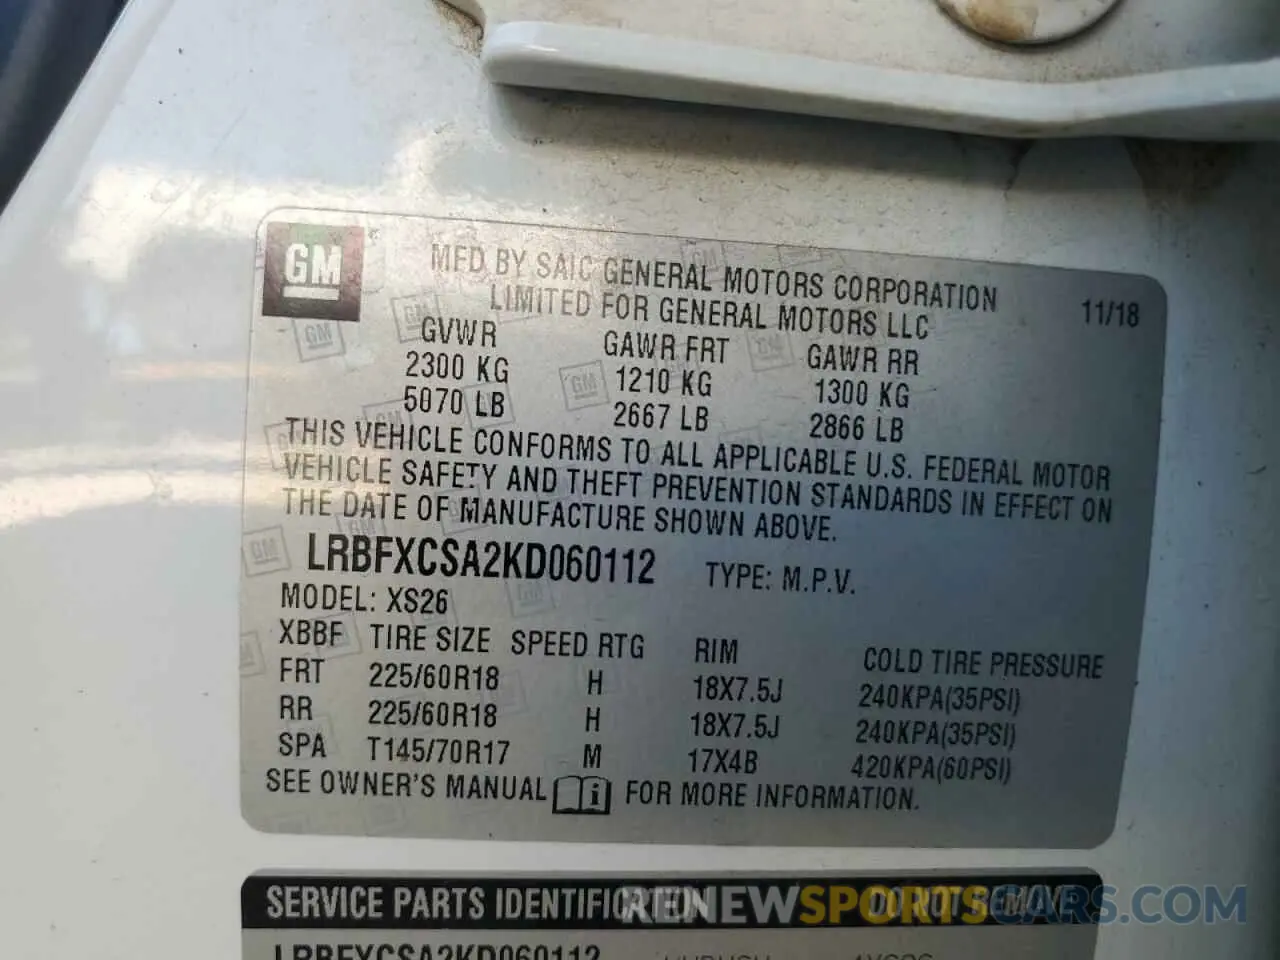 GM
MFD BY SAIC GENERAL MOTORS CORPORATION
LIMITED FOR GENERAL MOTORS LLC
11/18
GVWR GAWR FRT GAWR RR
2300 KG 1210 KG 1300 KG
5070 LB 2667 LB 2866 LB
THIS VEHICLE CONFORMS TO ALL APPLICABLE U.S. FEDERAL MOTOR
VEHICLE SAFETY AND THEFT PREVENTION STANDARDS IN EFFECT ON
THE DATE OF MANUFACTURE SHOWN ABOVE.
LRBFXCSA2KD060112 TYPE: M.P.V.
MODEL: XS26
XBBF TIRE SIZE SPEED RTG RIM COLD TIRE PRESSURE
FRT 225/60R18 H 18X7.5J 240KPA(35PSI)
RR 225/60R18 H 18X7.5J 240KPA(35PSI)
SPA T145/70R17 M 17X4B 420KPA(60PSI)
SEE OWNER'S MANUAL i FOR MORE INFORMATION.
SERVICE PARTS IDENTIFICATION DO NOT REMOVE
RENEWSPORTSCARS.COM
LRBFXCSA2KD060112